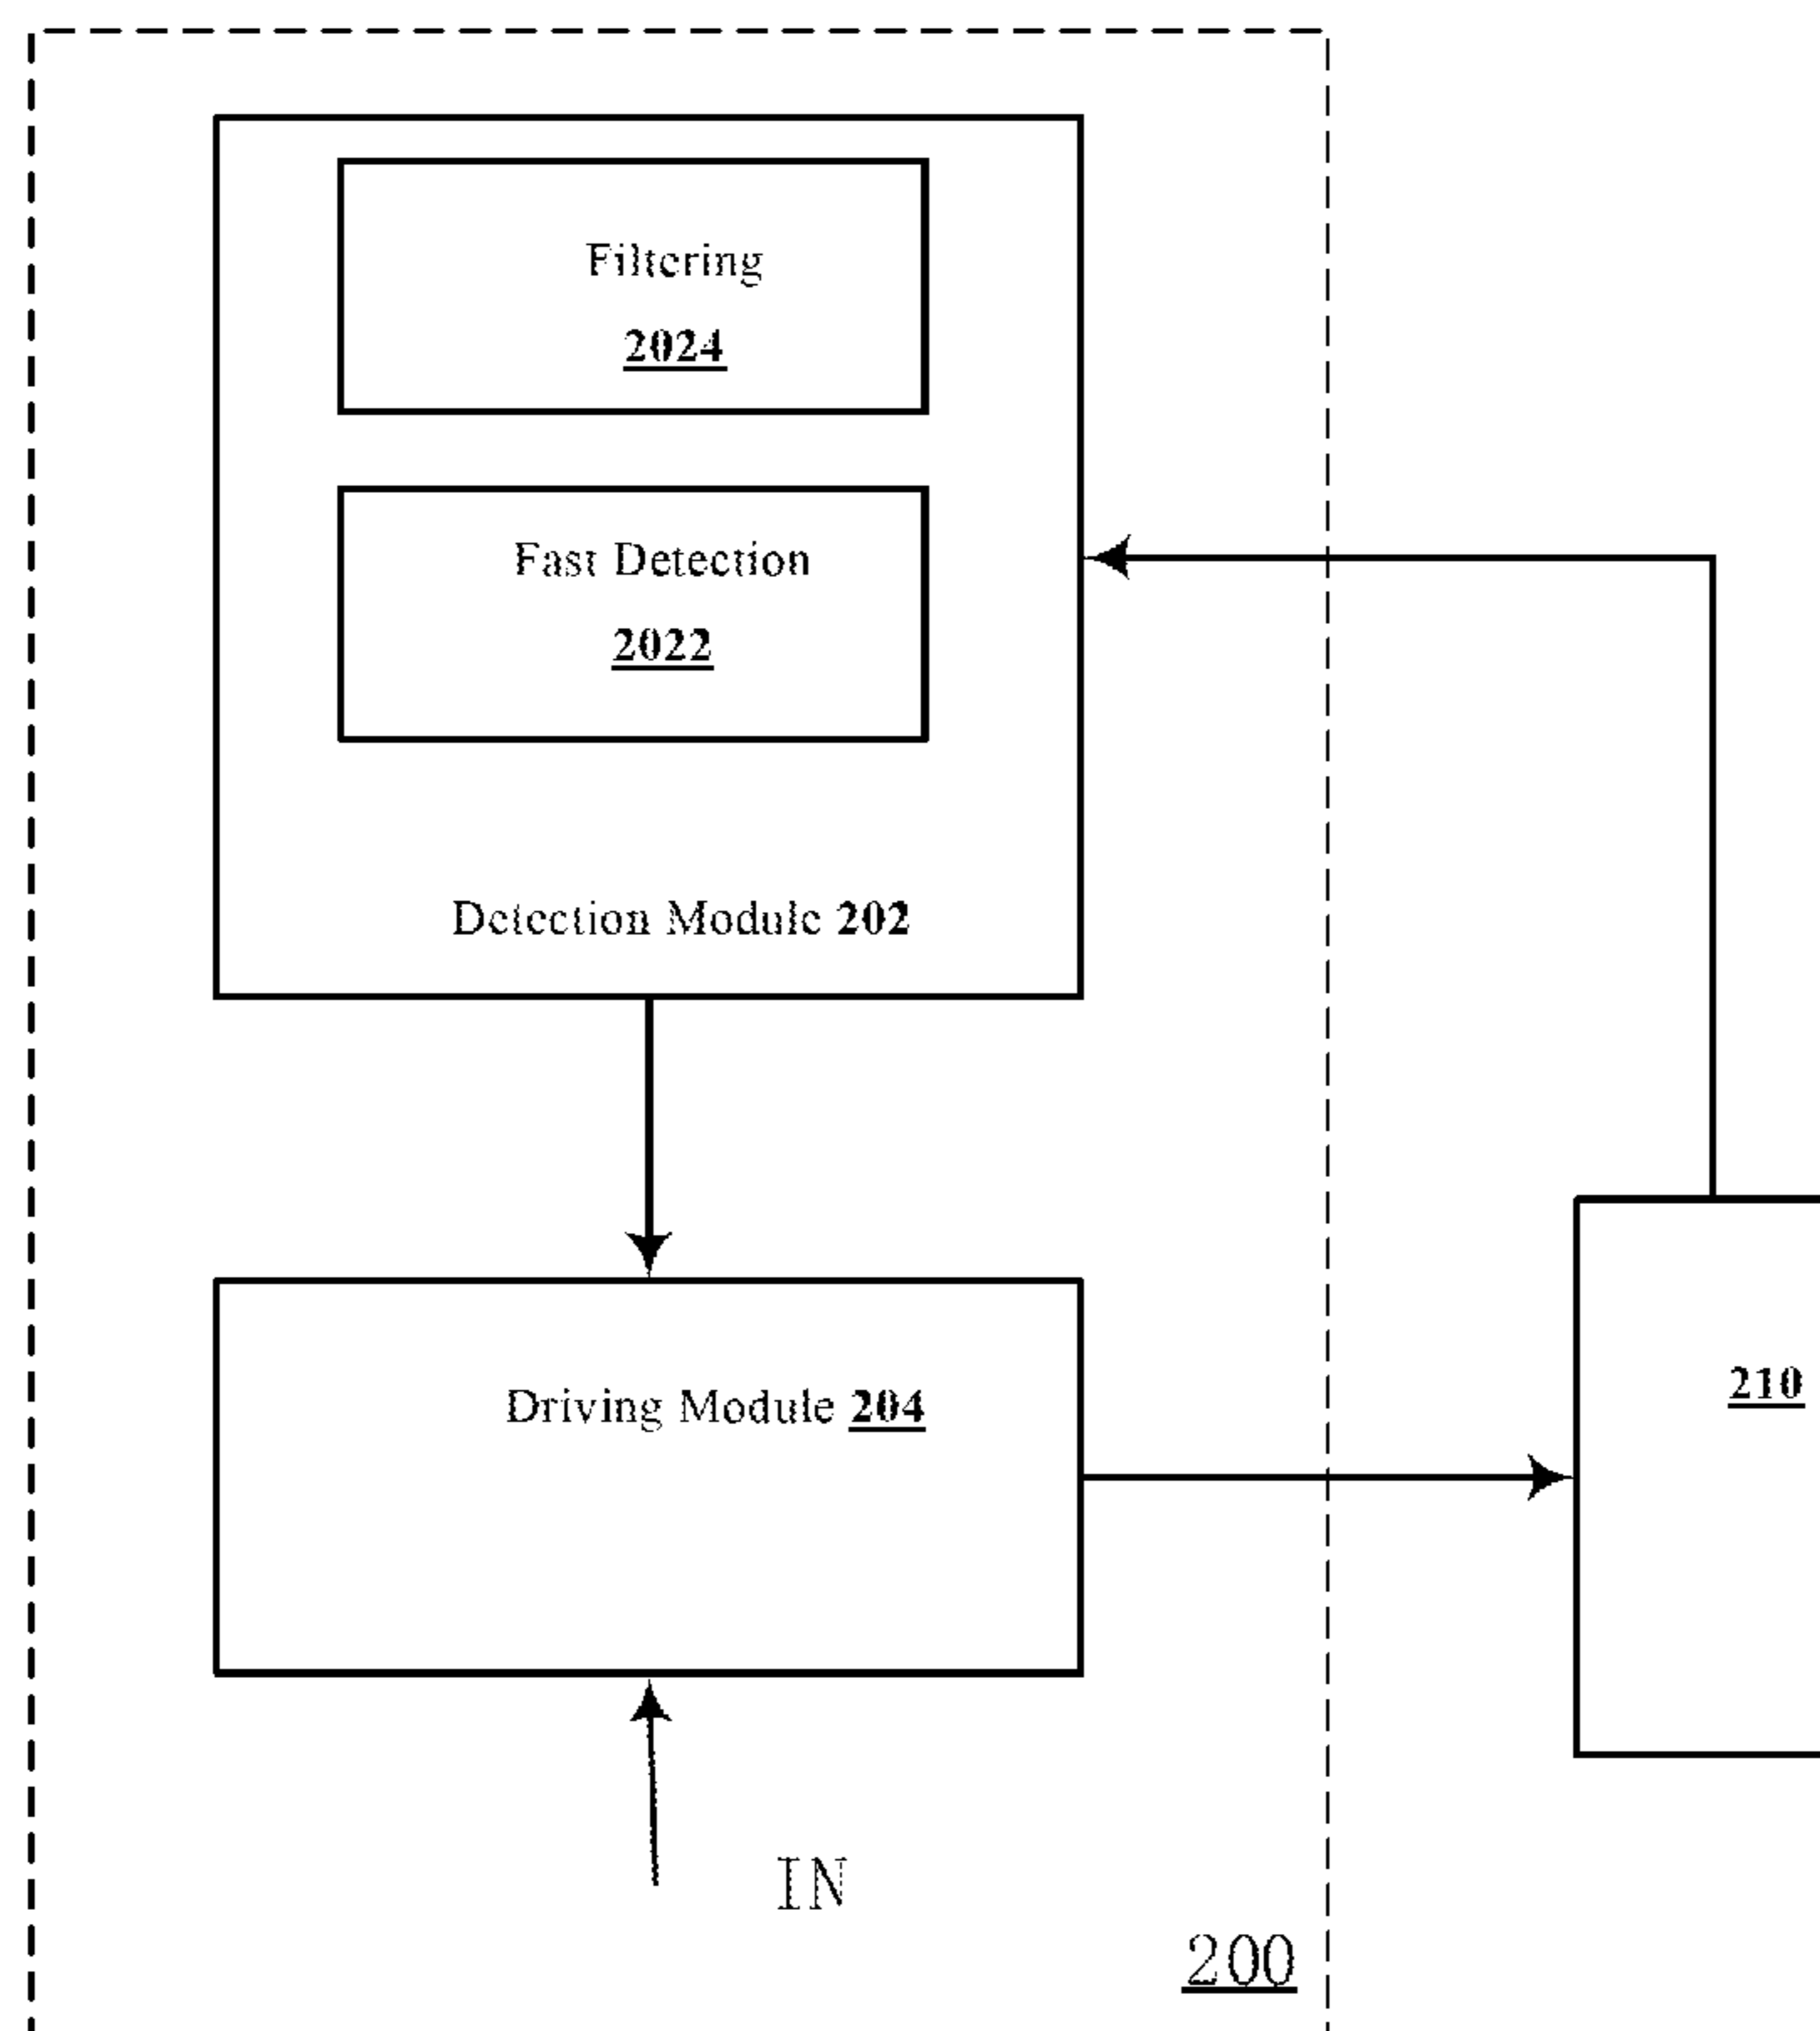 Filtering
2024
Fast Detection
2022
Detection Module 202
Driving Module 204
210
IN
200